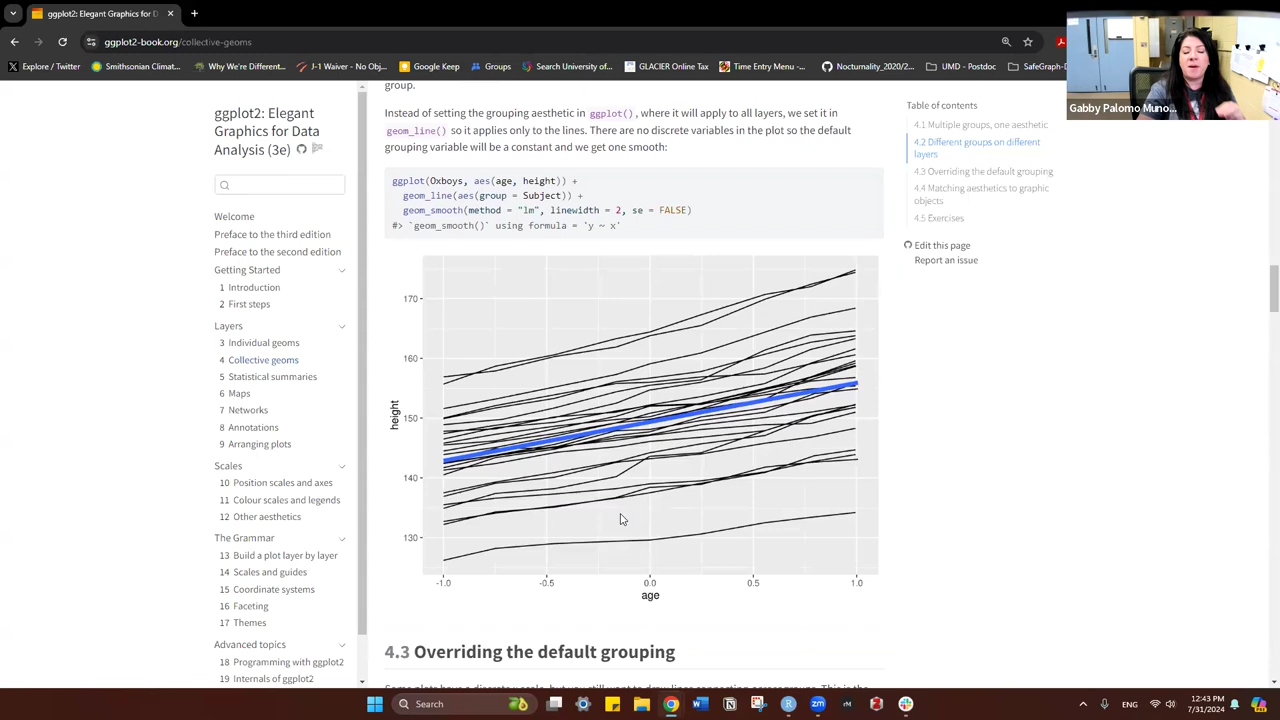 ggplot2: Elegant Graphics for D
ggplot2-book.org/collective-geoms
Explore / Twitter
Smithsonian Climat...
Why We're Different...
J-1 Waiver - No Obj...
Google Keep
University of...
GLACIER Online Tax
Time Entry Menu
Nocturnality_2020/2...
UMD - Postdoc
SafeGraph-D
Gabby Palomo Muno...
ggplot2: Elegant
Graphics for Data
Analysis (3e)
Welcome
Preface to the third edition
Preface to the second edition
Getting Started
1 Introduction
2 First steps
Layers
3 Individual geoms
4 Collective geoms
5 Statistical summaries
6 Maps
7 Networks
8 Annotations
9 Arranging plots
Scales
10 Position scales and axes
11 Colour scales and legends
12 Other aesthetics
The Grammar
13 Build a plot layer by layer
14 Scales and guides
15 Coordinate systems
16 Faceting
17 Themes
Advanced topics
18 Programming with ggplot2
19 Internals of ggplot2
group.
Instead of setting the grouping aesthetic in ggplot(), where it will apply to all layers, we set it in
geom_line() so it applies only to the lines. There are no discrete variables in the plot so the default
grouping variable will be a constant and we get one smooth:
ggplot(Oxboys, aes(age, height)) +
geom_line(aes(group = Subject)) +
geom_smooth(method = "lm", linewidth = 2, se = FALSE)
#> `geom_smooth()` using formula = 'y ~ x'
170
160
150
140
130
height
-1.0 -0.5 0.0 0.5 1.0
age
4.3 Overriding the default grouping
Table of contents
4.1 Multiple groups, one aesthetic
4.2 Different groups on different
layers
4.3 Overriding the default grouping
4.4 Matching aesthetics to graphic
objects
4.5 Exercises
Edit this page
Report an issue
Search
12:43 PM
7/31/2024